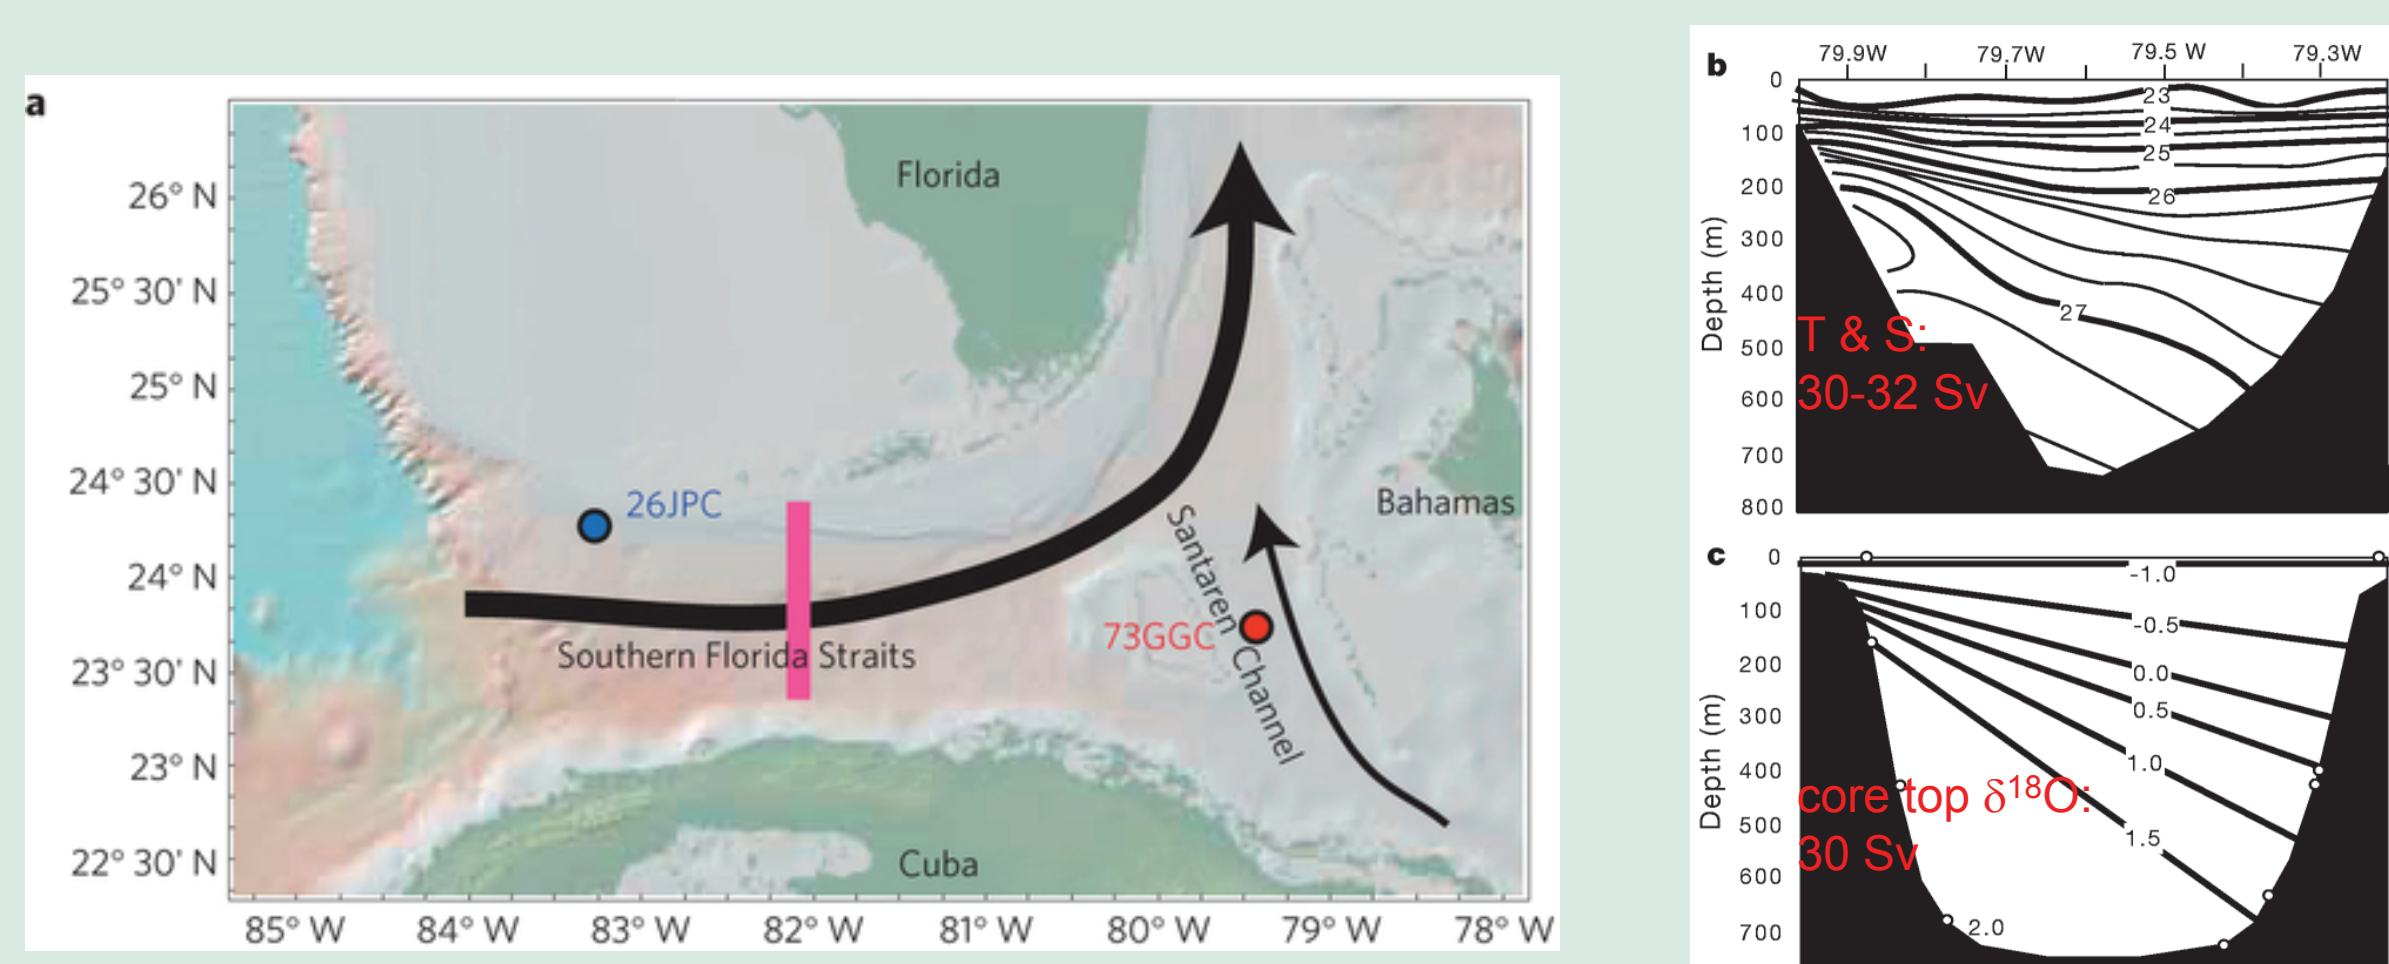 a
26° N
25° 30' N
25° N
24° 30' N
24° N
23° 30' N
23° N
22° 30' N
85° W
84° W
83° W
82° W
81° W
80° W
79° W
78° W
Florida
26JPC
Bahamas
Santaren Channel
73GGC
Southern Florida Straits
Cuba
b
79.9W
79.7W
79.5 W
79.3W
Depth (m)
0
100
200
300
400
500
600
700
800
23
24
25
26
27
T & S:
30-32 Sv
c
Depth (m)
0
100
200
300
400
500
600
700
-1.0
-0.5
0.0
0.5
1.0
1.5
2.0
core top δ¹⁸O:
30 Sv